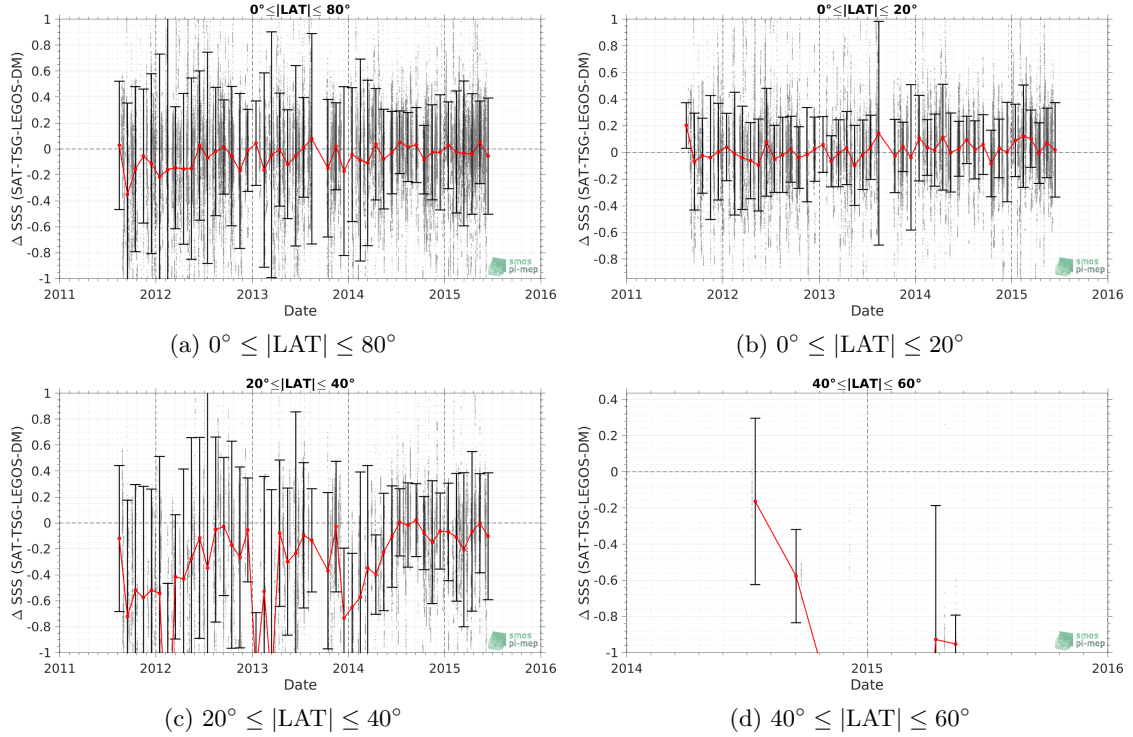 0°≤|LAT|≤ 80°
Δ SSS (SAT-TSG-LEGOS-DM)
1
0.8
0.6
0.4
0.2
0
-0.2
-0.4
-0.6
-0.8
-1
2011 2012 2013 2014 2015 2016
Date
smos
pi-mep
(a) 0° ≤ |LAT| ≤ 80°
0°≤|LAT|≤ 20°
Δ SSS (SAT-TSG-LEGOS-DM)
1
0.8
0.6
0.4
0.2
0
-0.2
-0.4
-0.6
-0.8
2011 2012 2013 2014 2015 2016
Date
smos
pi-mep
(b) 0° ≤ |LAT| ≤ 20°
20°≤|LAT|≤ 40°
Δ SSS (SAT-TSG-LEGOS-DM)
1
0.8
0.6
0.4
0.2
0
-0.2
-0.4
-0.6
-0.8
-1
2011 2012 2013 2014 2015 2016
Date
smos
pi-mep
(c) 20° ≤ |LAT| ≤ 40°
40°≤|LAT|≤ 60°
Δ SSS (SAT-TSG-LEGOS-DM)
0.4
0.2
0
-0.2
-0.4
-0.6
-0.8
-1
2014 2015 2016
Date
smos
pi-mep
(d) 40° ≤ |LAT| ≤ 60°